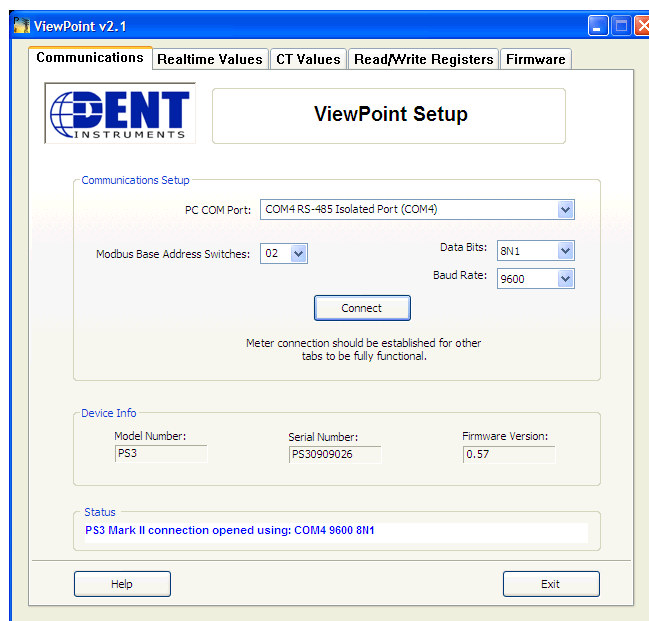 ViewPoint v2.1
Communications Realtime Values CT Values Read/Write Registers Firmware
DENT
INSTRUMENTS
ViewPoint Setup
Communications Setup
PC COM Port: COM4 RS-485 Isolated Port (COM4)
Modbus Base Address Switches: 02 Data Bits: 8N1
Baud Rate: 9600
Connect
Meter connection should be established for other
tabs to be fully functional.
Device Info
Model Number: Serial Number: Firmware Version:
PS3 PS30909026 0.57
Status
PS3 Mark II connection opened using: COM4 9600 8N1
Help Exit